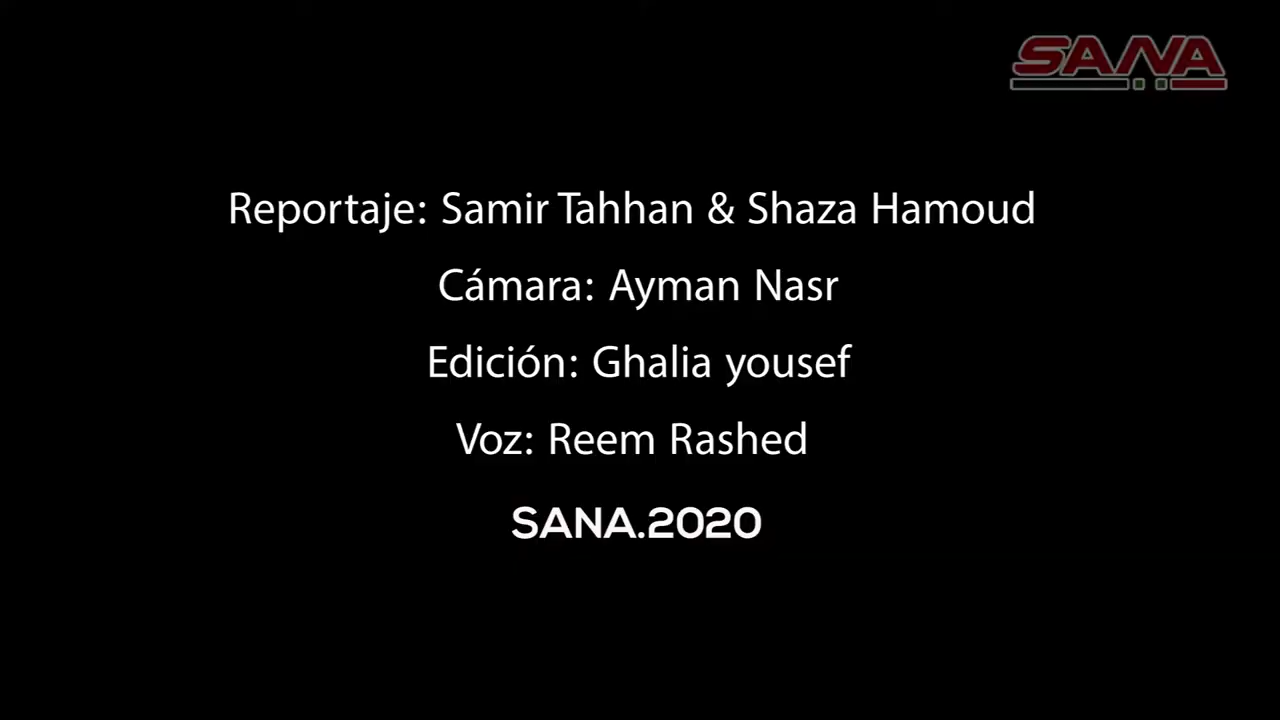 SANA
Reportaje: Samir Tahhan & Shaza Hamoud
Cámara: Ayman Nasr
Edición: Ghalia yousef
Voz: Reem Rashed
SANA.2020